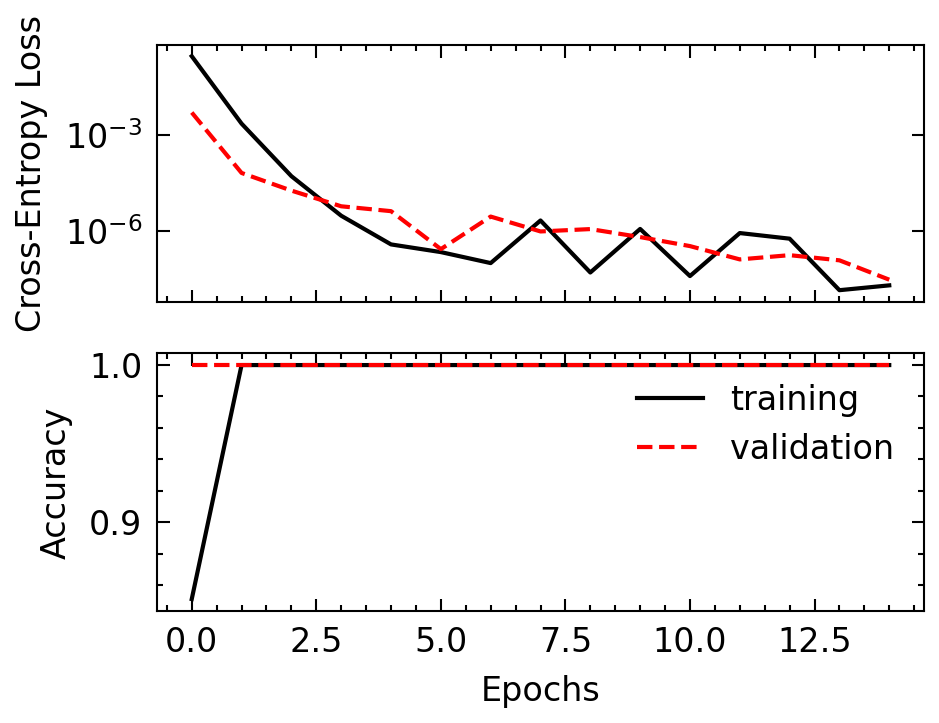 Cross-Entropy Loss
10⁻³
10⁻⁶
Accuracy
1.0
0.9
training
validation
0.0 2.5 5.0 7.5 10.0 12.5
Epochs